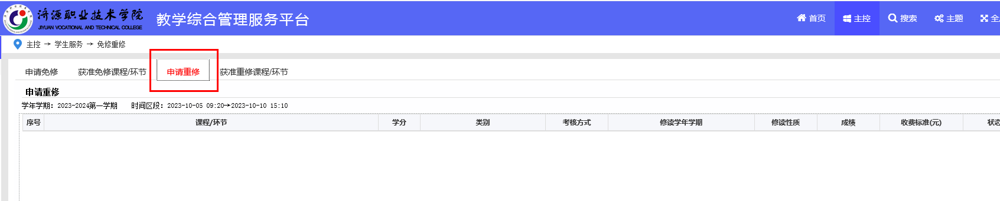 济源职业技术学院
JIYUAN VOCATIONAL AND TECHNICAL COLLEGE
教学综合管理服务平台
首页 主控 搜索 主题 全
主控 → 学生服务 → 免修重修
申请免修 获准免修课程/环节 申请重修 获准重修课程/环节
申请重修
学年学期：2023-2024第一学期 时间区段：2023-10-05 09:20→2023-10-10 15:10
序号 课程/环节 学分 类别 考核方式 修读学年学期 修读性质 成绩 收费标准(元) 状态